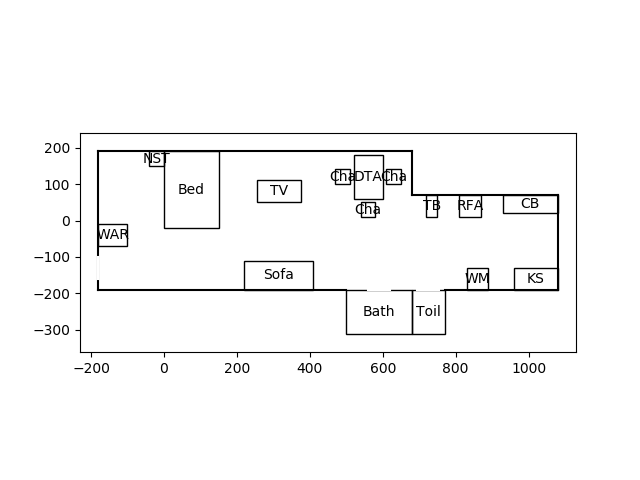 200
100
0
−100
−200
−300
−200
0
200
400
600
800
1000
NST
Bed
TV
Cha
DTA
Cha
Cha
TB
RFA
CB
WAR
Sofa
WM
KS
Bath
Toil